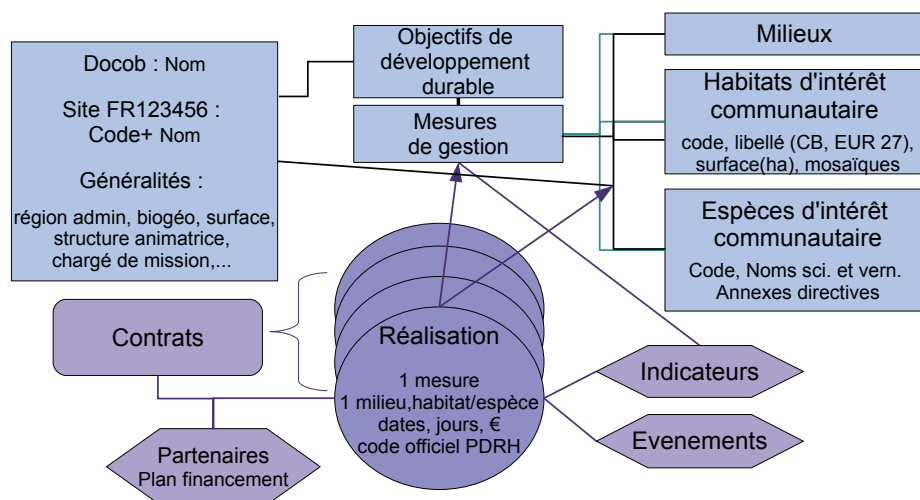 Docob : Nom
Site FR123456 :
Code+ Nom
Généralités :
région admin, biogéo, surface,
structure animatrice,
chargé de mission,...
Objectifs de
développement
durable
Mesures
de gestion
Milieux
Habitats d'intérêt
communautaire
code, libellé (CB, EUR 27),
surface(ha), mosaïques
Espèces d'intérêt
communautaire
Code, Noms sci. et vern.
Annexes directives
Contrats
Réalisation
1 mesure
1 milieu,habitat/espèce
dates, jours, €
code officiel PDRH
Indicateurs
Evenements
Partenaires
Plan financement